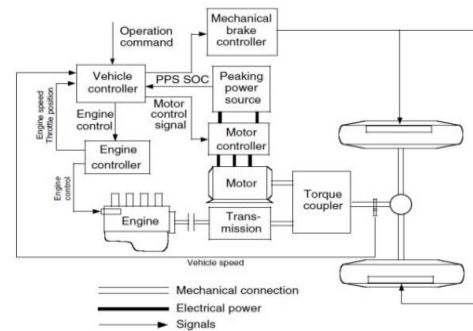 Operation
command
Mechanical
brake
controller
Vehicle
controller
PPS SOC
Peaking
power
source
Engine speed
Throttle position
Engine
control
Motor
control
signal
Motor
controller
Engine
controller
Engine
control
Motor
Torque
coupler
Engine
Trans-
mission
Vehicle speed
Mechanical connection
Electrical power
Signals